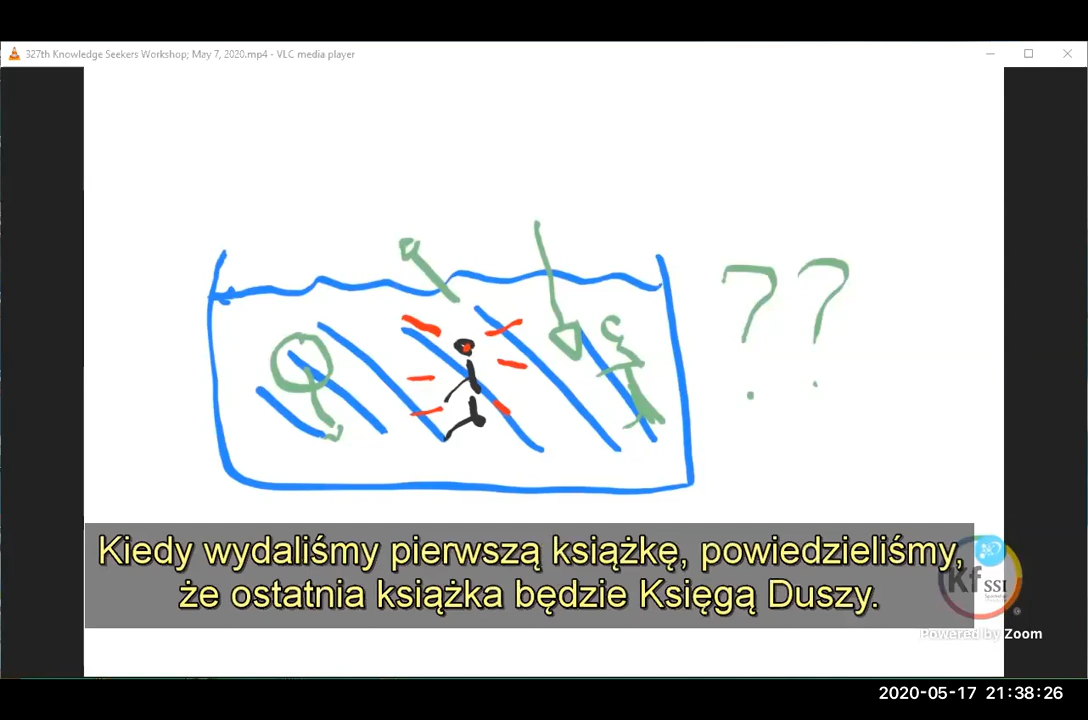 327th Knowledge Seekers Workshop; May 7, 2020.mp4 - VLC media player
??
Kiedy wydaliśmy pierwszą książkę, powiedzieliśmy,
że ostatnia książka będzie Księgą Duszy.
Kf SSI
Powered by Zoom
2020-05-17 21:38:26